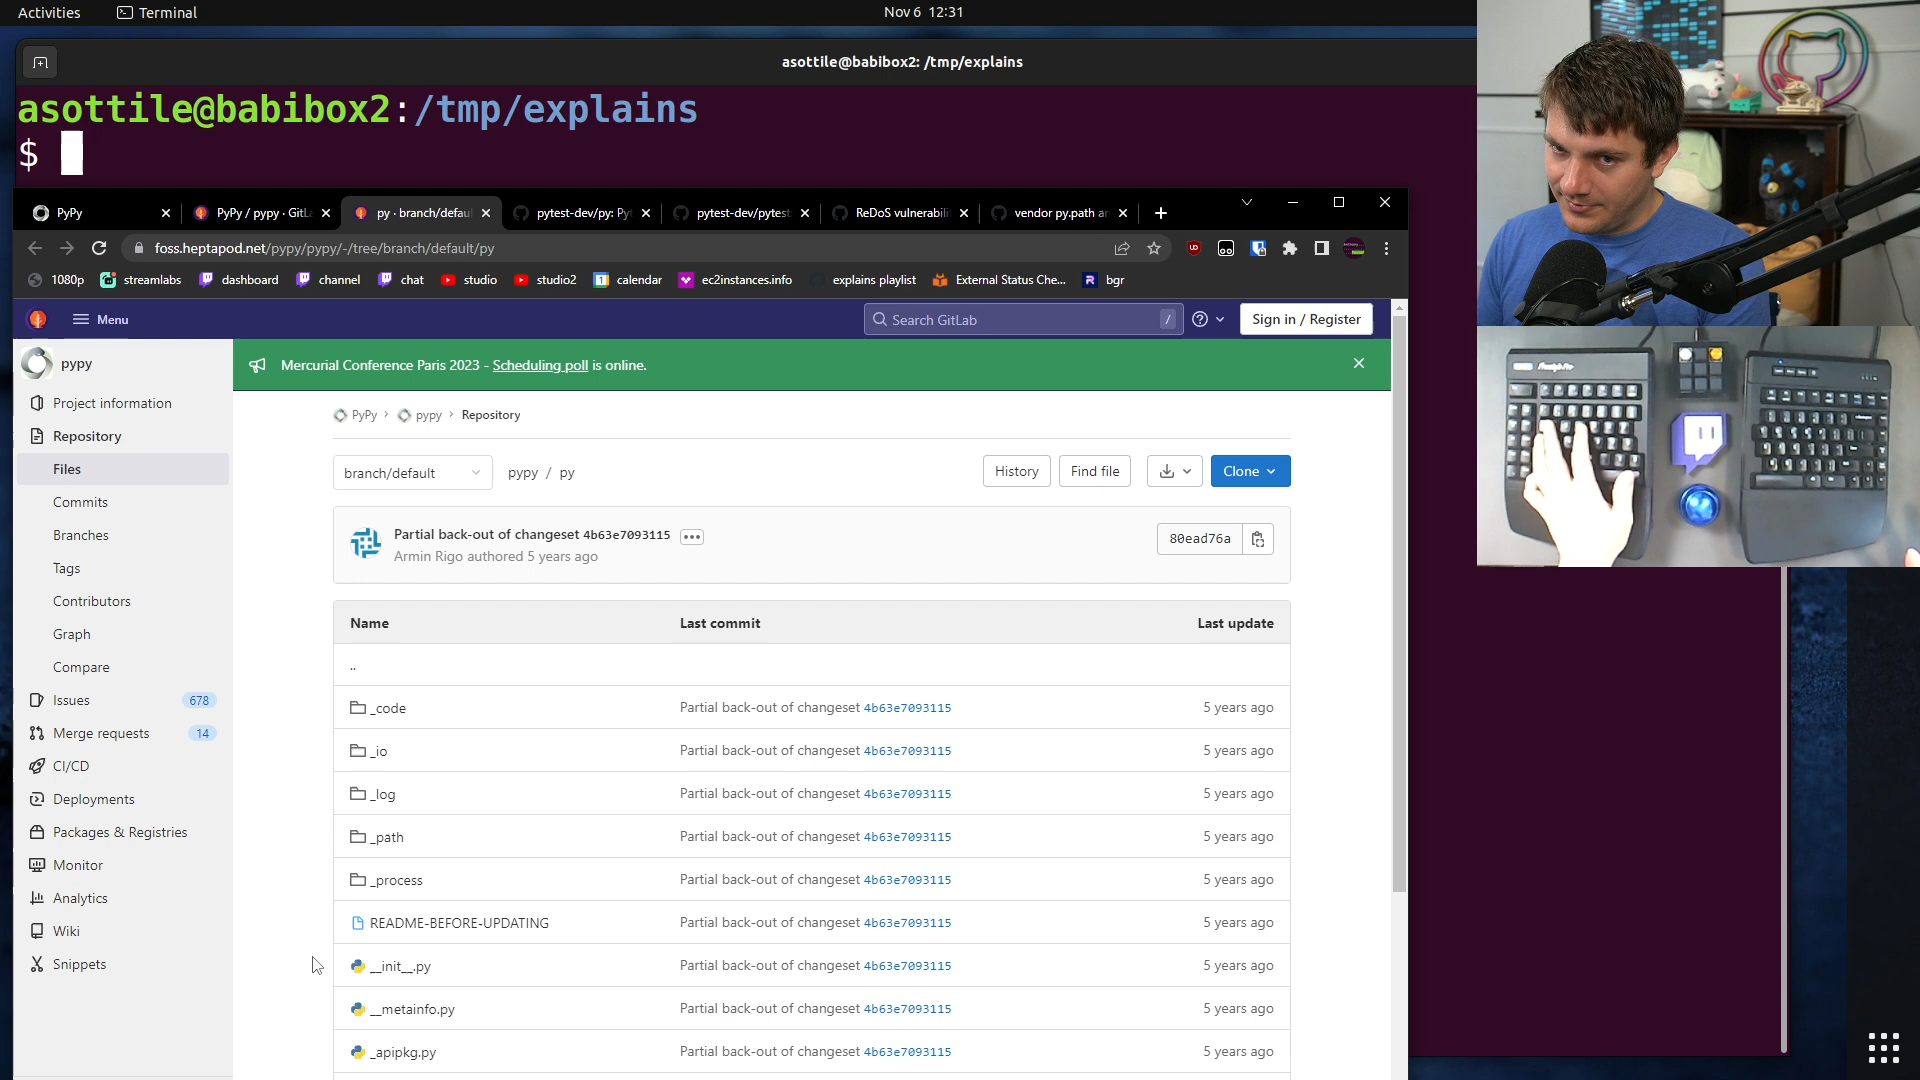 Activities
Terminal
Nov 6 12:31
asottile@babibox2: /tmp/explains
asottile@babibox2:/tmp/explains
$
PyPy
PyPy / pypy · GitLa
py · branch/defau
pytest-dev/py: Py
pytest-dev/pytest
ReDoS vulnerabili
vendor py.path an
foss.heptapod.net/pypy/pypy/-/tree/branch/default/py
1080p
streamlabs
dashboard
channel
chat
studio
studio2
calendar
ec2instances.info
explains playlist
External Status Che...
bgr
Menu
Search GitLab
/
Sign in / Register
pypy
Mercurial Conference Paris 2023 - Scheduling poll is online.
Project information
Repository
Files
Commits
Branches
Tags
Contributors
Graph
Compare
Issues 678
Merge requests 14
CI/CD
Deployments
Packages & Registries
Monitor
Analytics
Wiki
Snippets
PyPy > pypy > Repository
branch/default
pypy / py
History
Find file
Clone
Partial back-out of changeset 4b63e7093115
Armin Rigo authored 5 years ago
80ead76a
Name Last commit Last update
..
_code Partial back-out of changeset 4b63e7093115 5 years ago
_io Partial back-out of changeset 4b63e7093115 5 years ago
_log Partial back-out of changeset 4b63e7093115 5 years ago
_path Partial back-out of changeset 4b63e7093115 5 years ago
_process Partial back-out of changeset 4b63e7093115 5 years ago
README-BEFORE-UPDATING Partial back-out of changeset 4b63e7093115 5 years ago
__init__.py Partial back-out of changeset 4b63e7093115 5 years ago
__metainfo.py Partial back-out of changeset 4b63e7093115 5 years ago
_apipkg.py Partial back-out of changeset 4b63e7093115 5 years ago